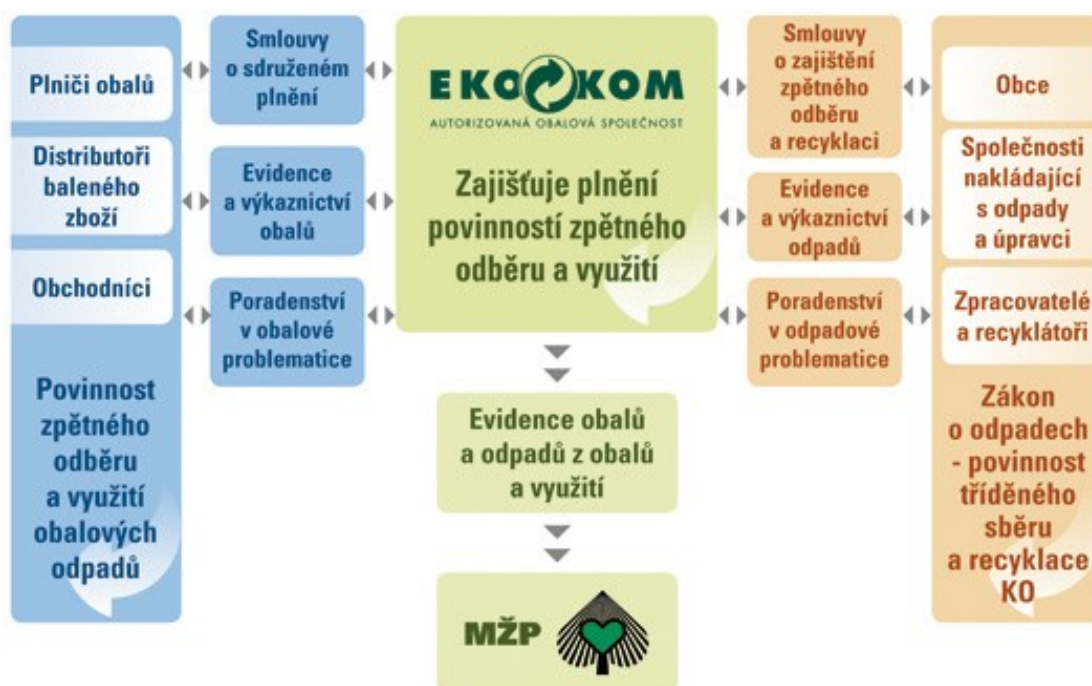 Plniči obalů
Distributoři
baleného
zboží
Obchodníci
Povinnost
zpětného
odběru
a využití
obalových
odpadů
Smlouvy
o sdruženém
plnění
Evidence
a výkaznictví
obalů
Poradenství
v obalové
problematice
EKO KOM
AUTORIZOVANÁ OBALOVÁ SPOLEČNOST
Zajišťuje plnění
povinností zpětného
odběru a využití
Evidence obalů
a odpadů z obalů
a využití
MŽP
Smlouvy
o zajištění
zpětného
odběru
a recyklaci
Evidence
a výkaznictví
odpadů
Poradenství
v odpadové
problematice
Obce
Společnosti
nakládající
s odpady
a úpravci
Zpracovatelé
a recyklátoři
Zákon
o odpadech
- povinnost
tříděného
sběru
a recyklace
KO